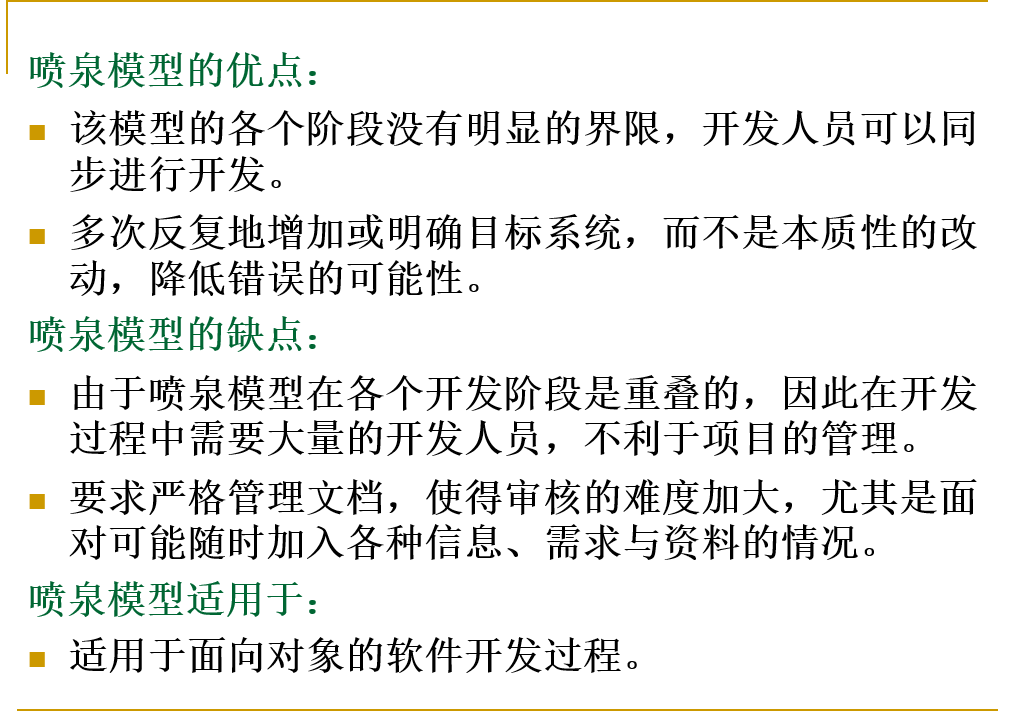 喷泉模型的优点：
该模型的各个阶段没有明显的界限，开发人员可以同
步进行开发。
多次反复地增加或明确目标系统，而不是本质性的改
动，降低错误的可能性。
喷泉模型的缺点：
由于喷泉模型在各个开发阶段是重叠的，因此在开发
过程中需要大量的开发人员，不利于项目的管理。
要求严格管理文档，使得审核的难度加大，尤其是面
对可能随时加入各种信息、需求与资料的情况。
喷泉模型适用于：
适用于面向对象的软件开发过程。